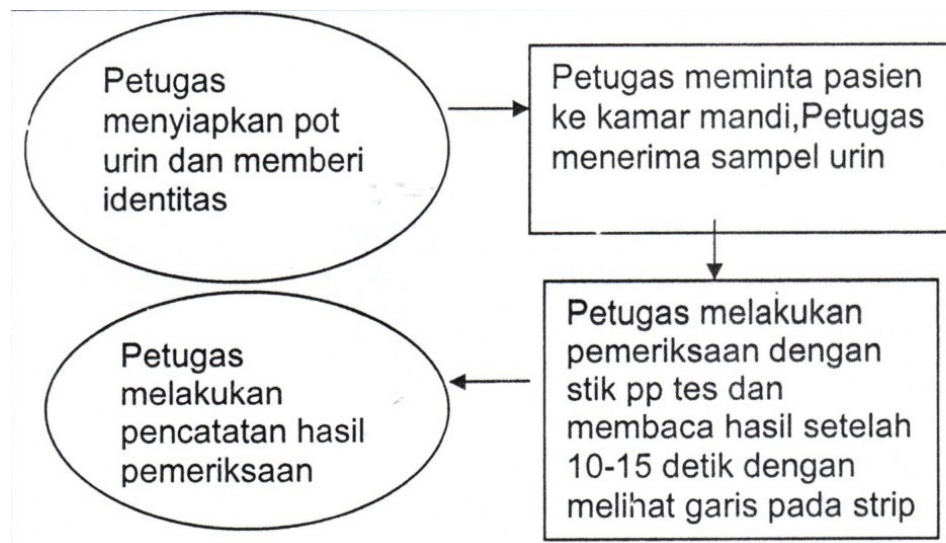 Petugas
menyiapkan pot
urin dan memberi
identitas
Petugas meminta pasien
ke kamar mandi,Petugas
menerima sampel urin
Petugas melakukan
pemeriksaan dengan
stik pp tes dan
membaca hasil setelah
10-15 detik dengan
melihat garis pada strip
Petugas
melakukan
pencatatan hasil
pemeriksaan